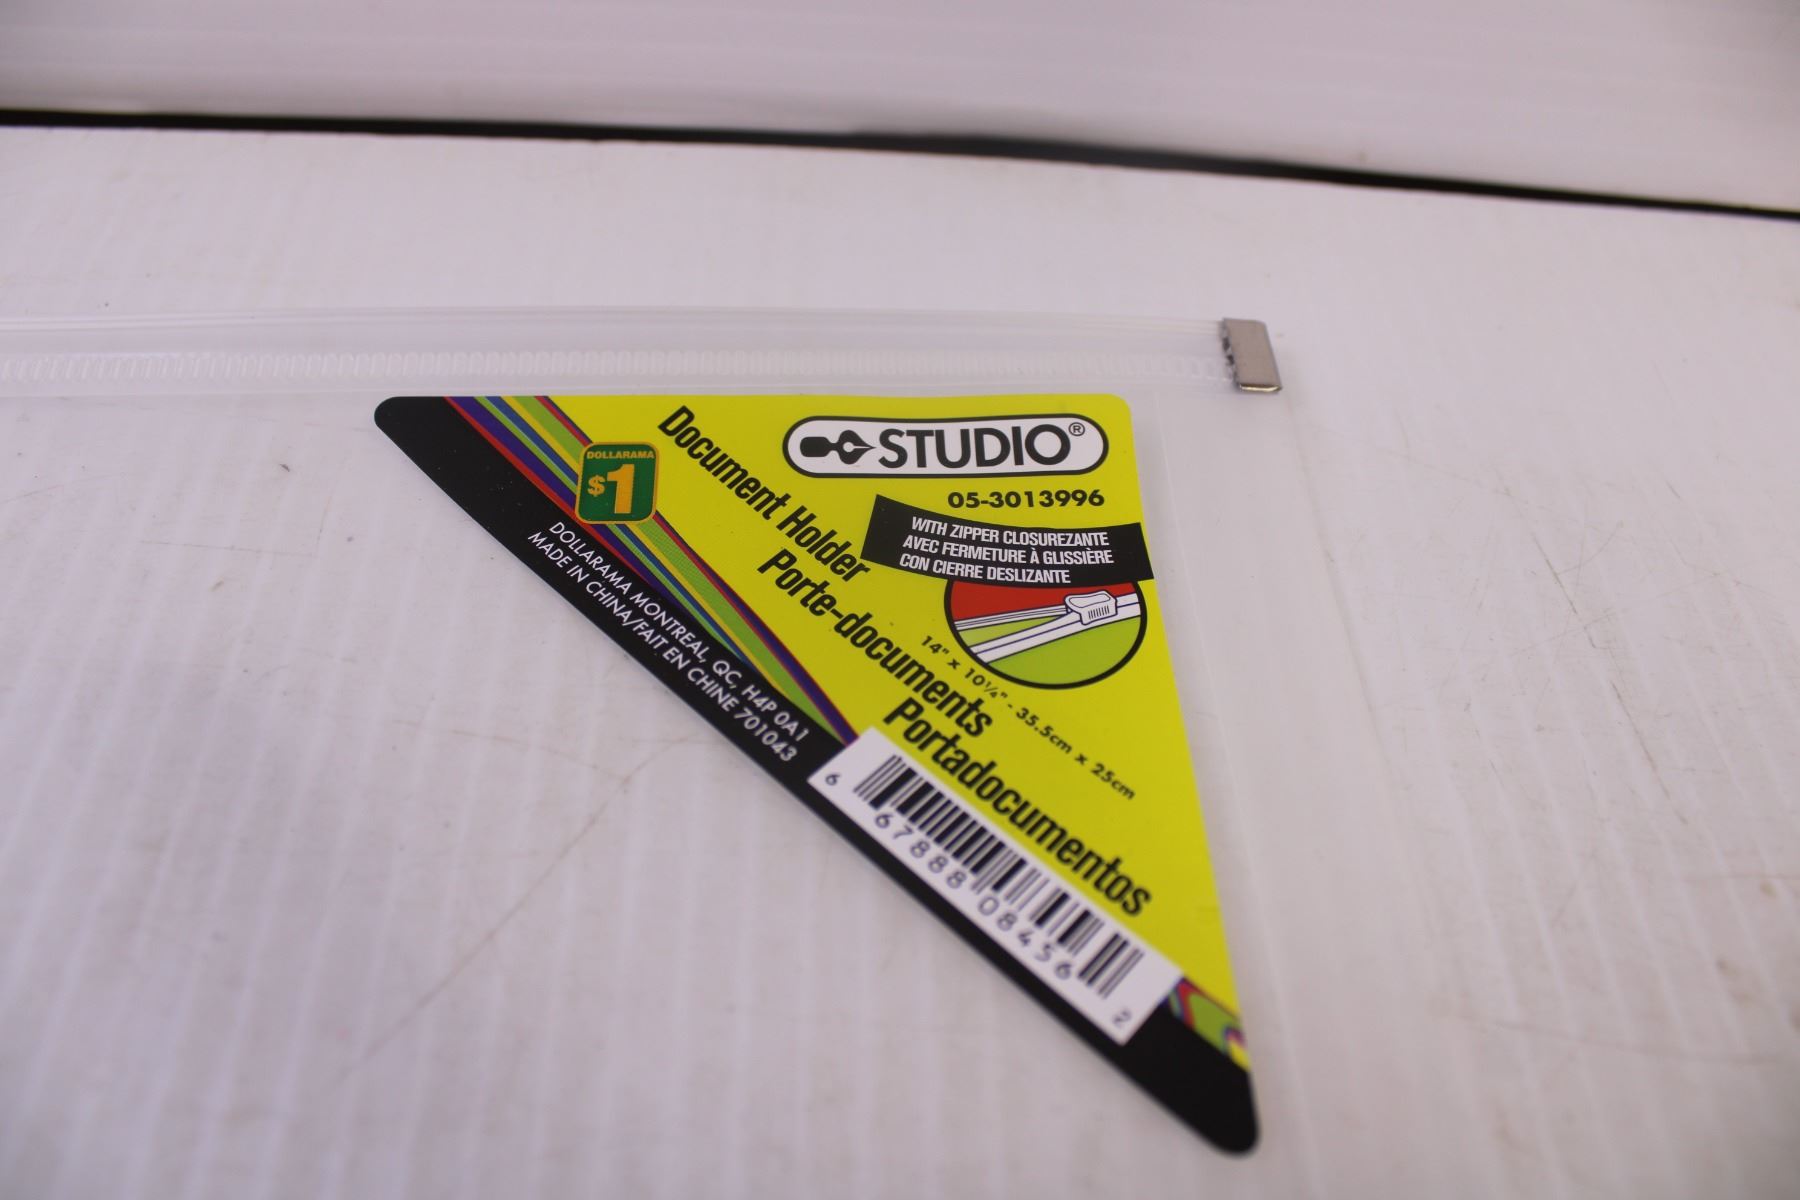 STUDIO®
05-3013996
WITH ZIPPER CLOSUREZANTE
AVEC FERMETURE À GLISSIÈRE
CON CIERRE DESLIZANTE
DOLLARAMA
$1
Document Holder
Porte-documents
Portadocumentos
14" x 10¼" - 35.5cm x 25cm
DOLLARAMA MONTREAL, QC, H4P 0A1
MADE IN CHINA/FAIT EN CHINE 701043
6 67888 08456 2